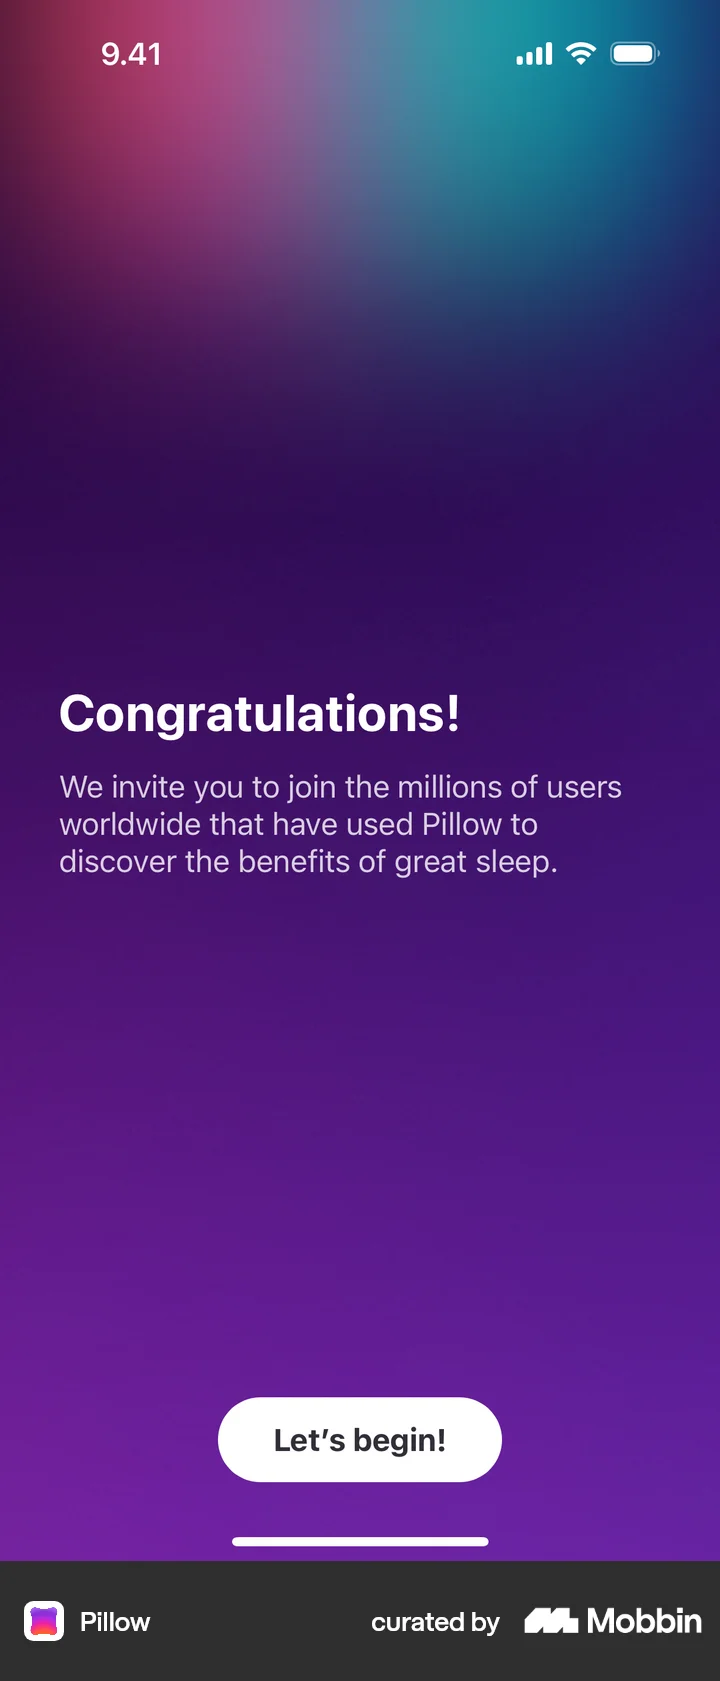 9.41
Congratulations!
We invite you to join the millions of users
worldwide that have used Pillow to
discover the benefits of great sleep.
Let’s begin!
Pillow
curated by Mobbin